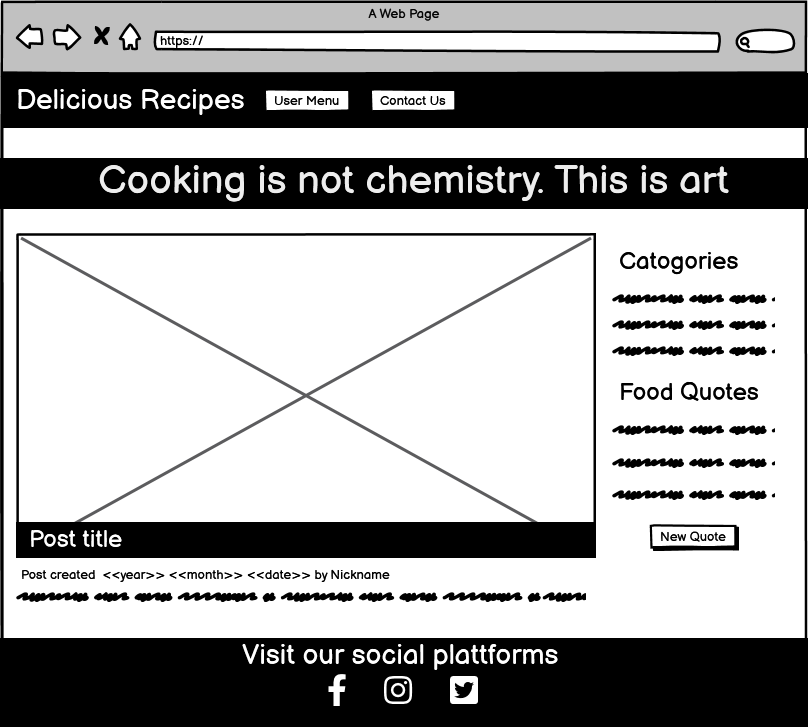 A Web Page
https://
Delicious Recipes
User Menu
Contact Us
Cooking is not chemistry. This is art
Catogories
Food Quotes
New Quote
Post title
Post created <<year>> <<month>> <<date>> by Nickname
Visit our social plattforms